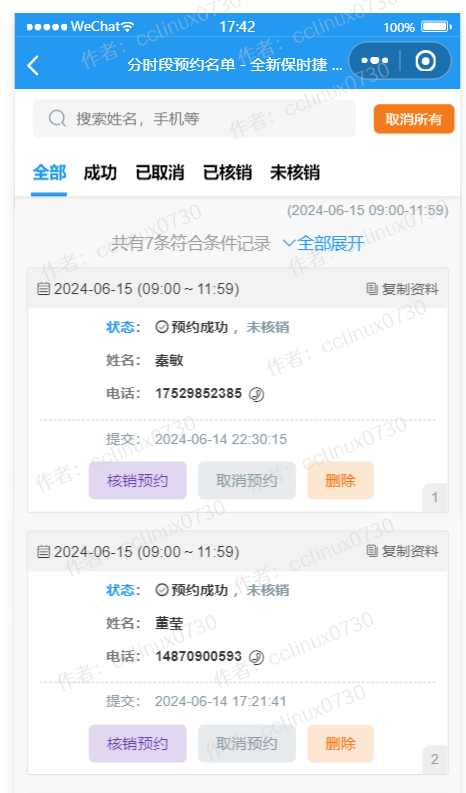 WeChat 17:42 100%
分时段预约名单 - 全新保时捷 ...
搜索姓名，手机等 取消所有
全部 成功 已取消 已核销 未核销
(2024-06-15 09:00-11:59)
共有7条符合条件记录 全部展开
2024-06-15 (09:00 ~ 11:59) 复制资料
状态： 预约成功 ，未核销
姓名： 秦敏
电话： 17529852385
提交： 2024-06-14 22:30:15
核销预约 取消预约 删除
1
2024-06-15 (09:00 ~ 11:59) 复制资料
状态： 预约成功 ，未核销
姓名： 董莹
电话： 14870900593
提交： 2024-06-14 17:21:41
核销预约 取消预约 删除
2
作者：cclinux0730